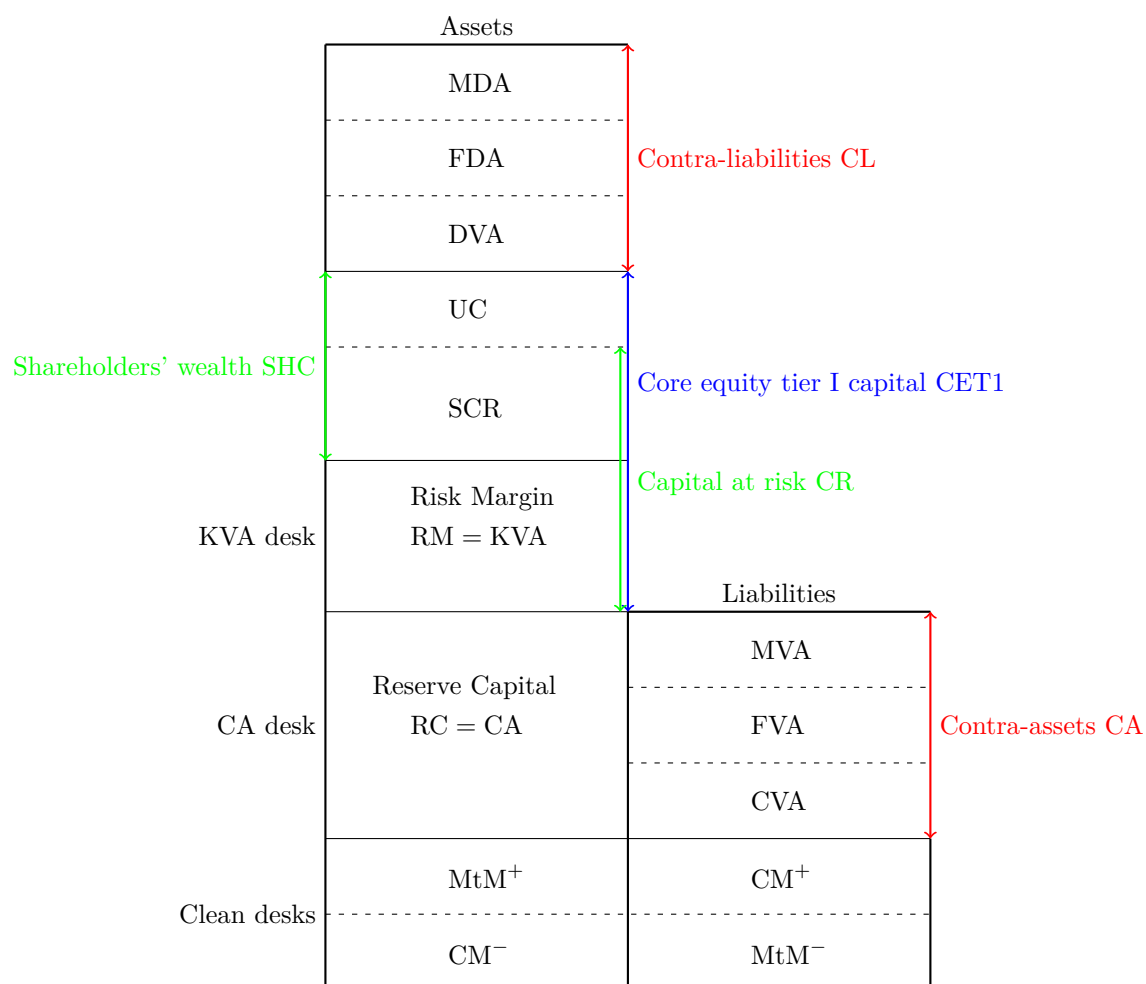 Assets
MDA
FDA
Contra-liabilities CL
DVA
UC
Shareholders' wealth SHC
Core equity tier I capital CET1
SCR
Capital at risk CR
Risk Margin
KVA desk
RM = KVA
Liabilities
MVA
Reserve Capital
CA desk
RC = CA
FVA
Contra-assets CA
CVA
MtM⁺
CM⁺
Clean desks
CM⁻
MtM⁻